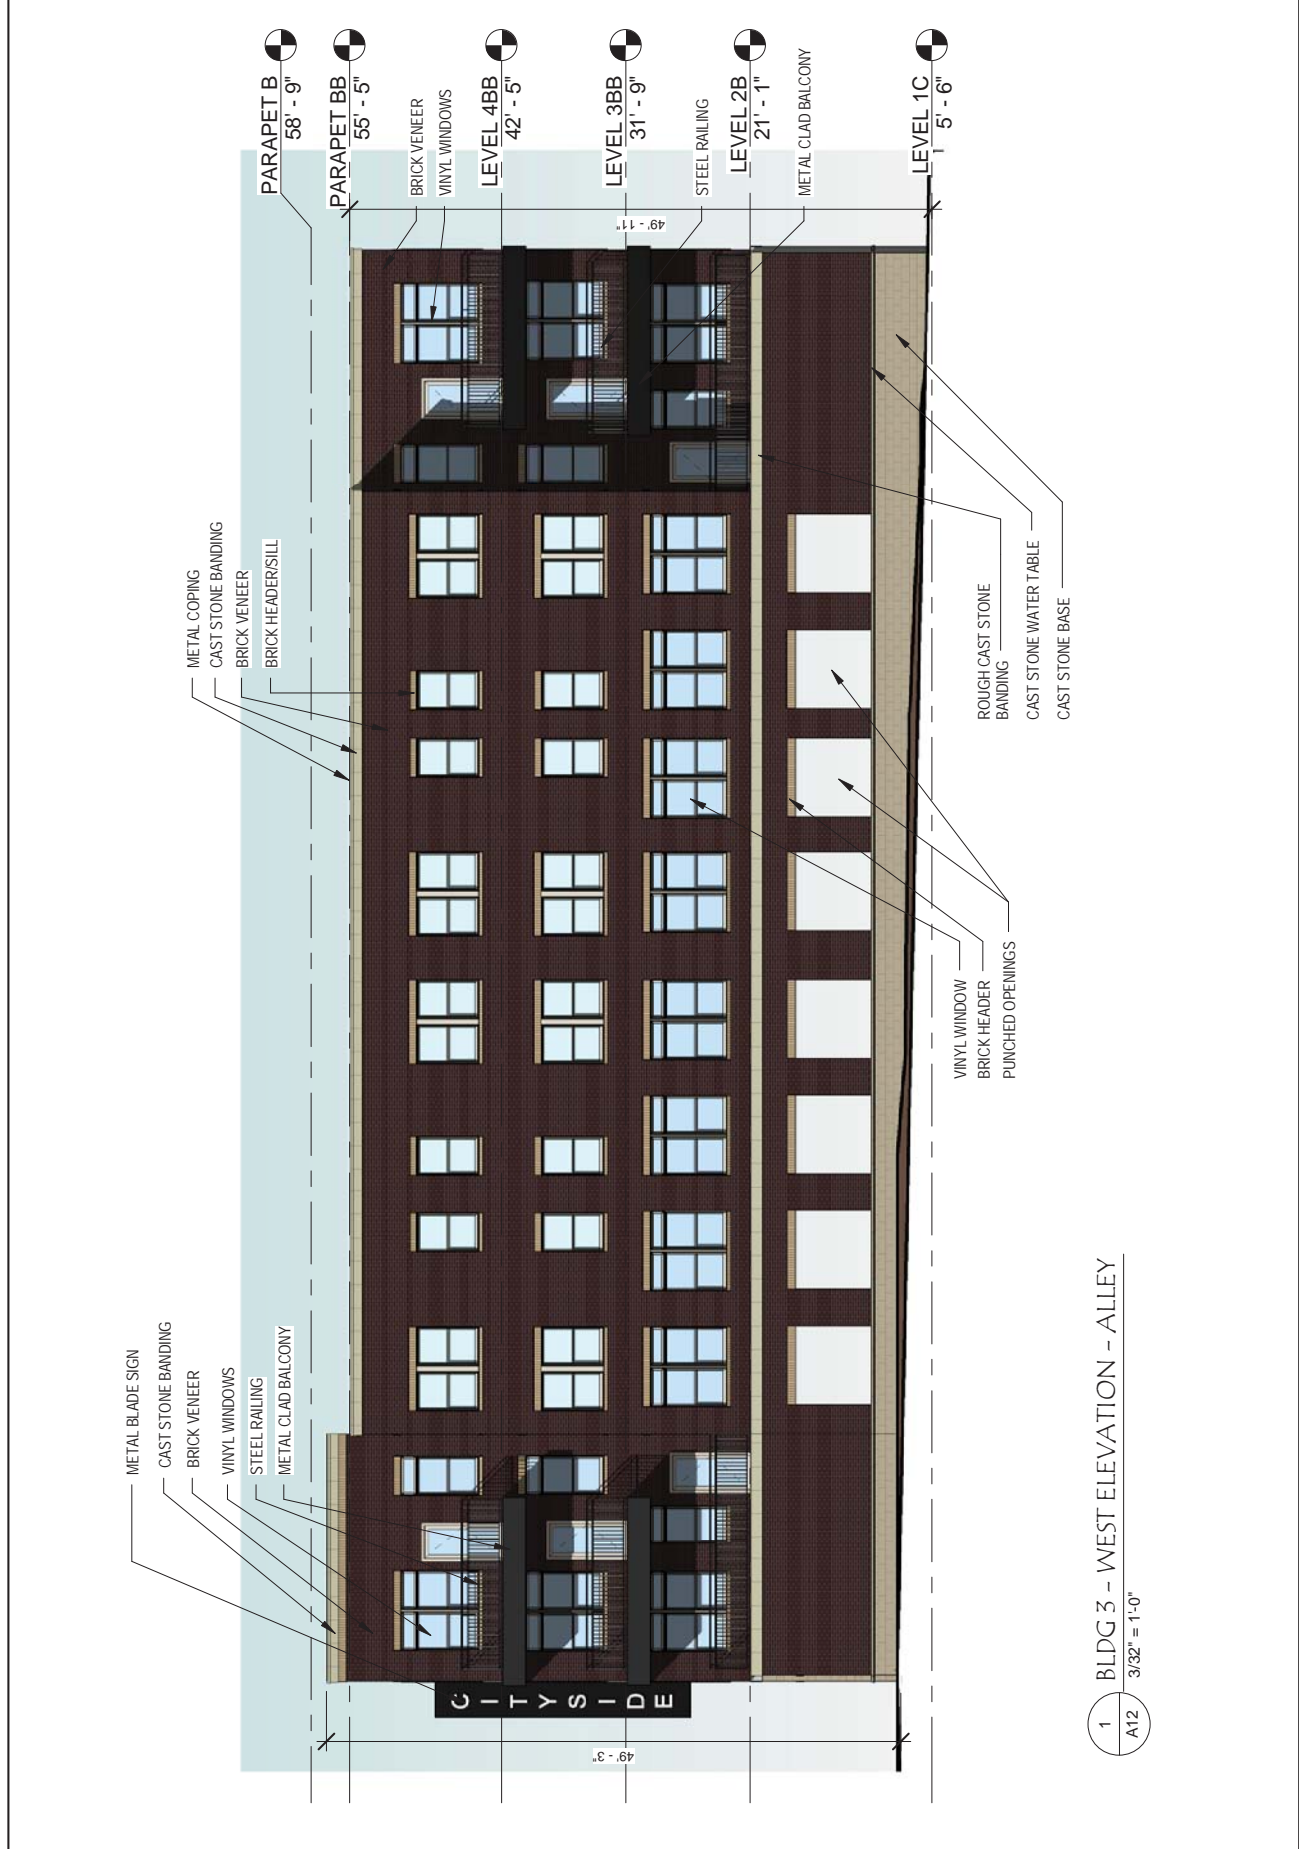 METAL BLADE SIGN
CAST STONE BANDING
BRICK VENEER
VINYL WINDOWS
STEEL RAILING
METAL CLAD BALCONY
METAL COPING
CAST STONE BANDING
BRICK VENEER
BRICK HEADER/SILL
PARAPET B
58' - 9"
PARAPET BB
55' - 5"
BRICK VENEER
VINYL WINDOWS
LEVEL 4BB
42' - 5"
LEVEL 3BB
31' - 9"
STEEL RAILING
LEVEL 2B
21' - 1"
METAL CLAD BALCONY
LEVEL 1C
5' - 6"
49' - 11"
49' - 3"
CITYSIDE
VINYL WINDOW
BRICK HEADER
PUNCHED OPENINGS
ROUGH CAST STONE
BANDING
CAST STONE WATER TABLE
CAST STONE BASE
1
A12
BLDG 3 - WEST ELEVATION - ALLEY
3/32" = 1'-0"